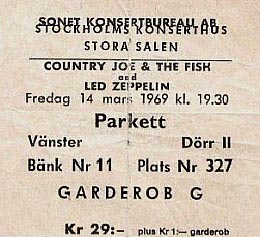 SONET KONSERTBUREAU AB
STOCKHOLMS KONSERTHUS
STORA SALEN
COUNTRY JOE & THE FISH
and
LED ZEPPELIN
Fredag 14 mars 1969 kl. 19.30
Parkett
Vänster Dörr II
Bänk Nr 11 Plats Nr 327
GARDEROB G
Kr 29:– plus Kr 1:– garderob